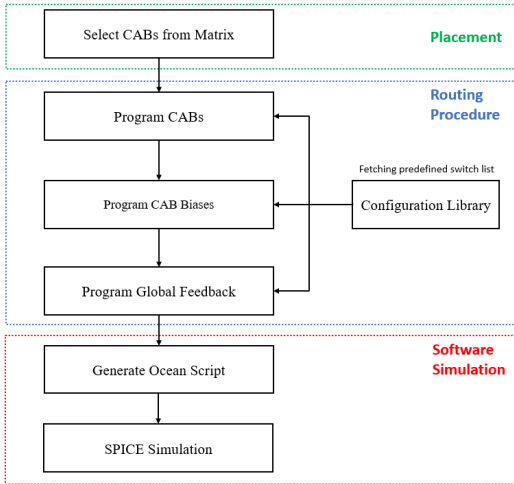 Select CABs from Matrix
Placement
Routing
Procedure
Program CABs
Fetching predefined switch list
Program CAB Biases
Configuration Library
Program Global Feedback
Software
Simulation
Generate Ocean Script
SPICE Simulation